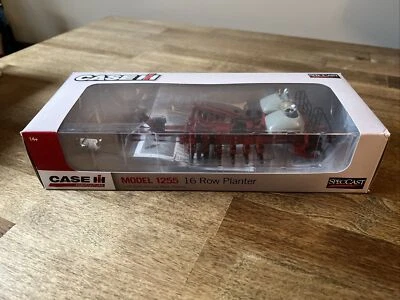 CASE IH
SPECCAST
14+
CASE IH
MODEL 1255 16 Row Planter
SPECCAST